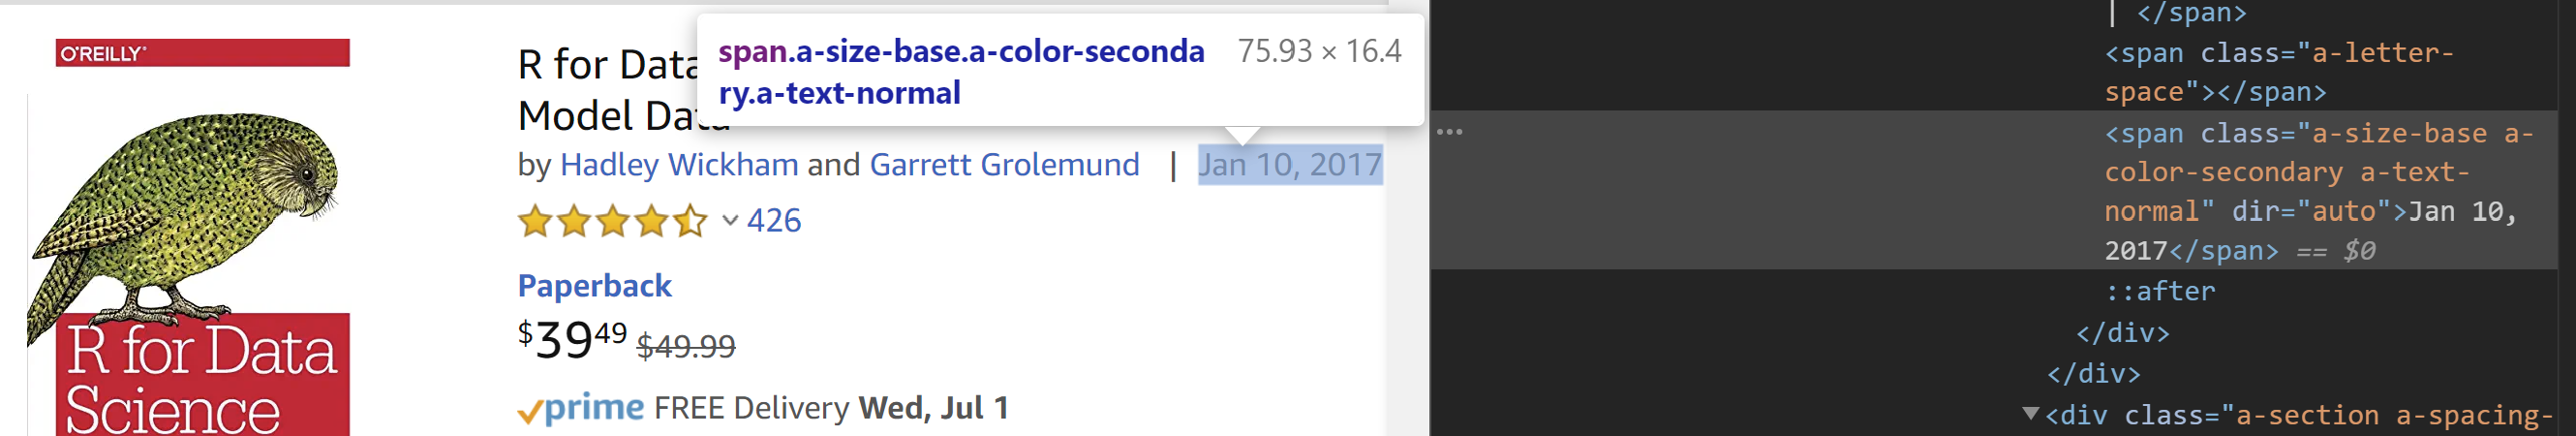 O'REILLY®
R for Data
Science
R for Data
Model Data
by Hadley Wickham and Garrett Grolemund | Jan 10, 2017
426
Paperback
$39 49 $49.99
prime FREE Delivery Wed, Jul 1
span.a-size-base.a-color-seconda 75.93 × 16.4
ry.a-text-normal
| </span>
<span class="a-letter-
space"></span>
...
<span class="a-size-base a-
color-secondary a-text-
normal" dir="auto">Jan 10,
2017</span> == $0
::after
</div>
</div>
<div class="a-section a-spacing-